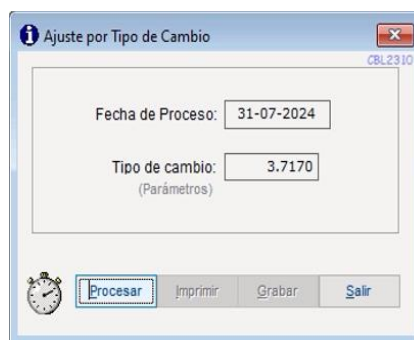 Ajuste por Tipo de Cambio
CBL2310
Fecha de Proceso: 31-07-2024
Tipo de cambio: 3.7170
(Parámetros)
Procesar Imprimir Grabar Salir